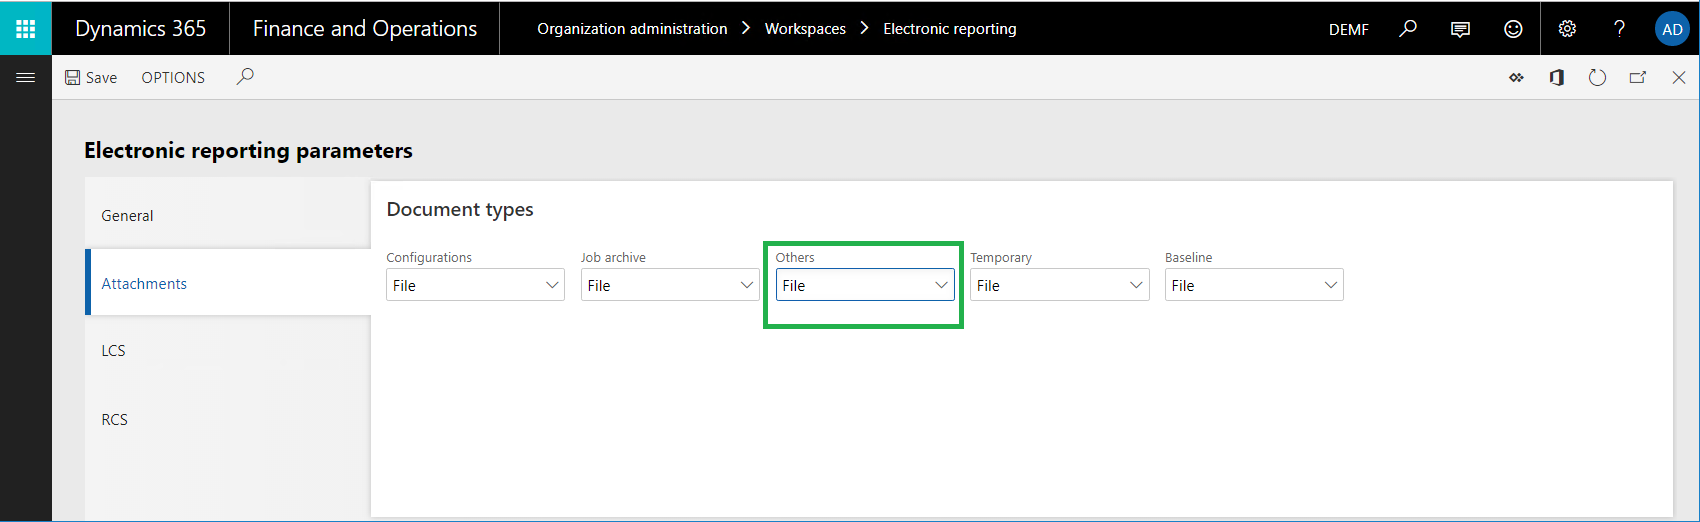 Dynamics 365 Finance and Operations Organization administration Workspaces Electronic reporting DEMF ? AD
Save OPTIONS
Electronic reporting parameters
General
Attachments
LCS
RCS
Document types
Configurations Job archive Others Temporary Baseline
File File File File File